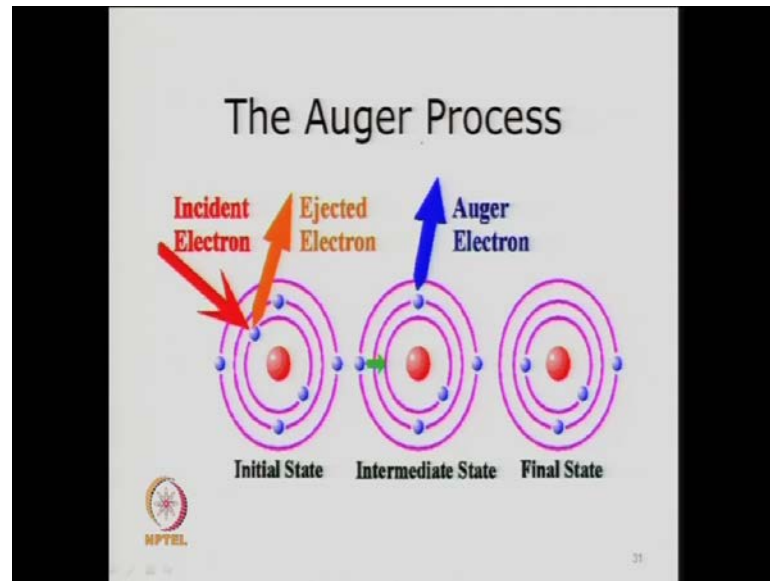 The Auger Process
Incident
Electron
Ejected
Electron
Auger
Electron
Initial State
Intermediate State
Final State
NPTEL
31